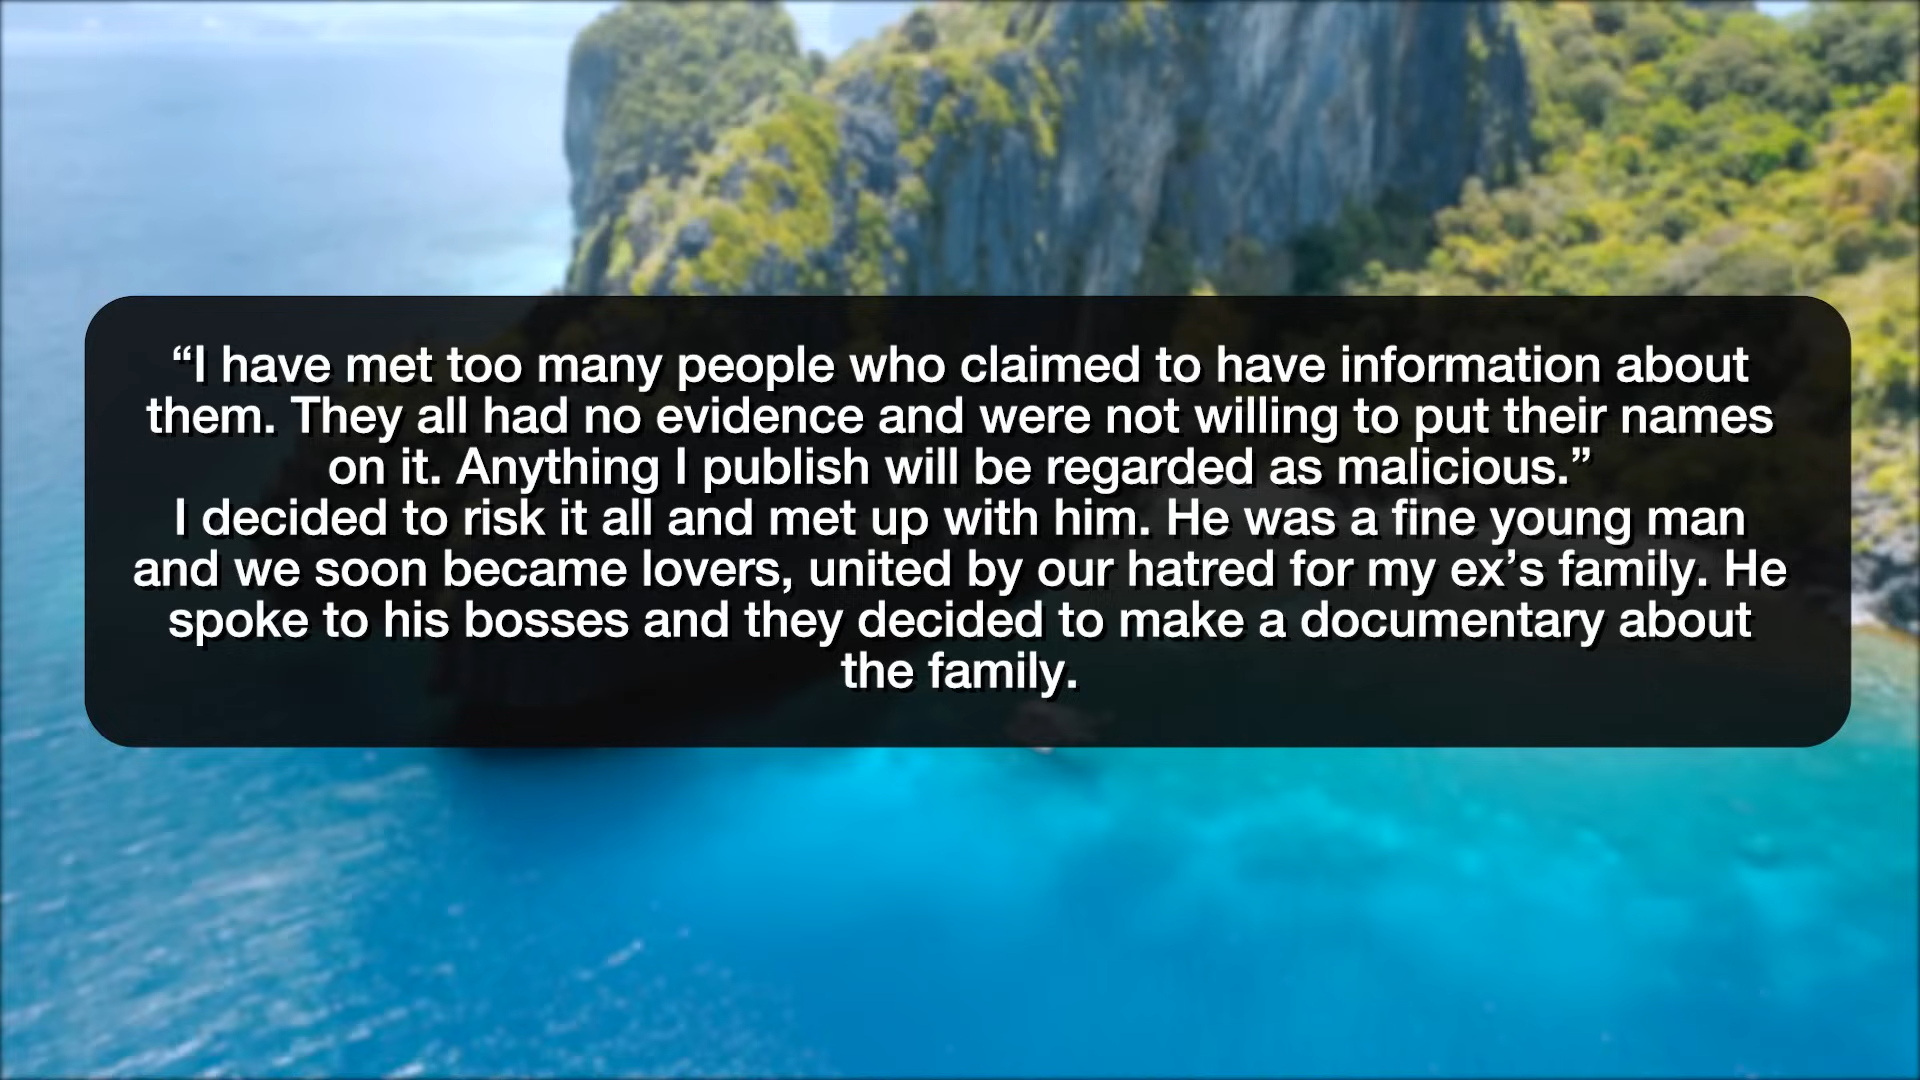 “I have met too many people who claimed to have information about
them. They all had no evidence and were not willing to put their names
on it. Anything I publish will be regarded as malicious.”
I decided to risk it all and met up with him. He was a fine young man
and we soon became lovers, united by our hatred for my ex’s family. He
spoke to his bosses and they decided to make a documentary about
the family.